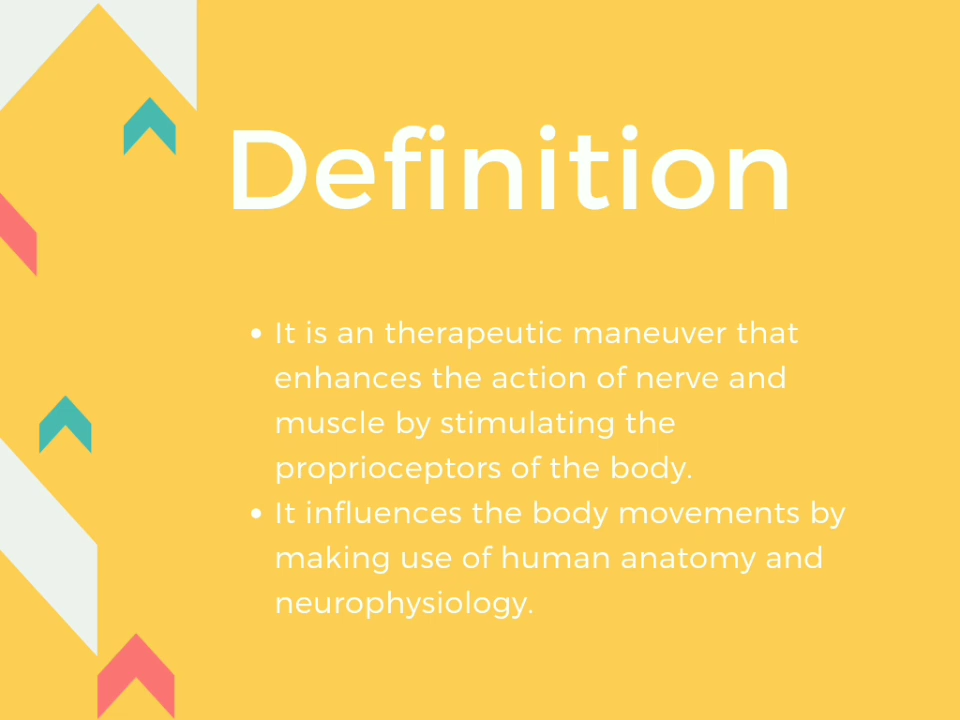 Definition
• It is an therapeutic maneuver that
enhances the action of nerve and
muscle by stimulating the
proprioceptors of the body.
• It influences the body movements by
making use of human anatomy and
neurophysiology.